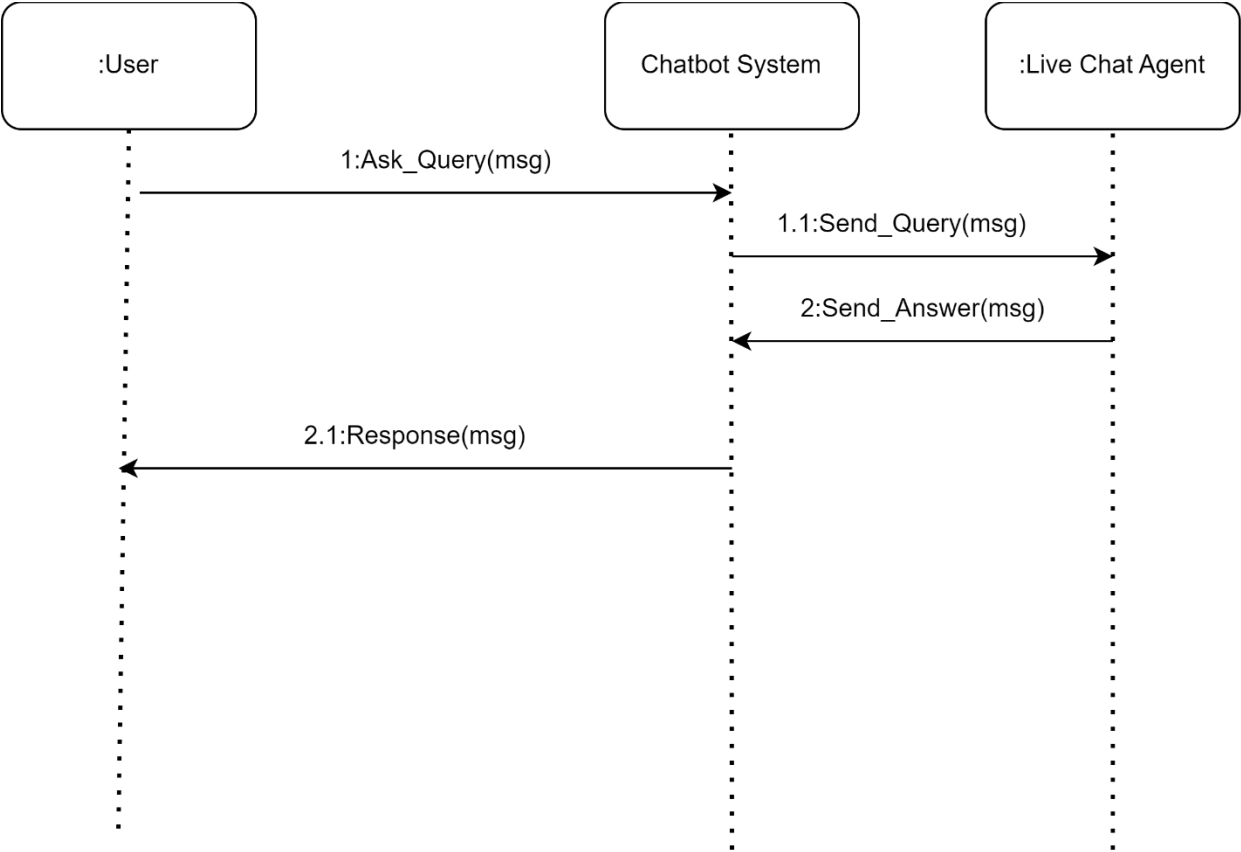 :User
Chatbot System
:Live Chat Agent
1:Ask_Query(msg)
1.1:Send_Query(msg)
2:Send_Answer(msg)
2.1:Response(msg)